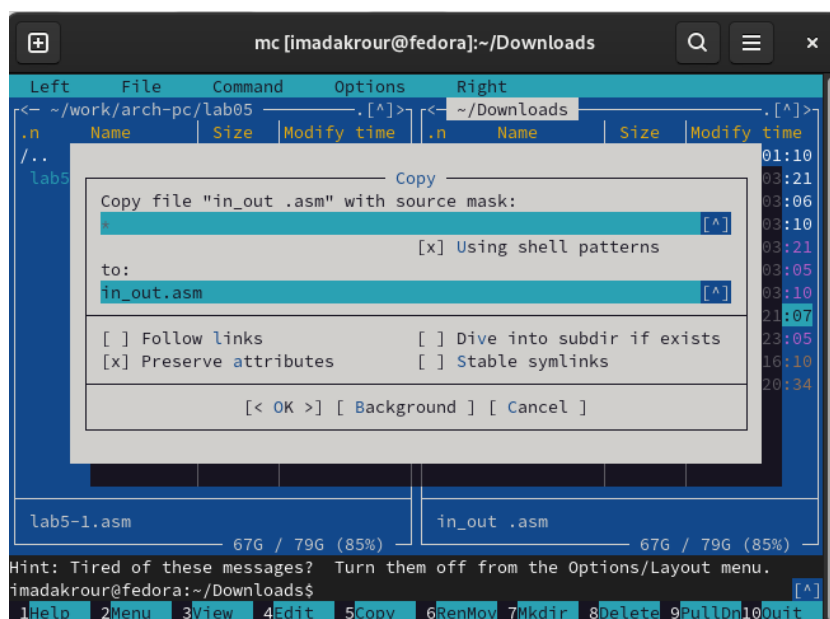 mc [imadakrour@fedora]:~/Downloads
Left File Command Options Right
<— ~/work/arch-pc/lab05 .[^]> <— ~/Downloads .[^]>
.n Name Size Modify time .n Name Size Modify time
/.. 01:10
lab5 03:21
Copy
Copy file "in_out .asm" with source mask: 03:06
* [^] 03:10
[x] Using shell patterns 03:21
to: 03:05
in_out.asm [^] 03:10
21:07
[ ] Follow links [ ] Dive into subdir if exists 23:05
[x] Preserve attributes [ ] Stable symlinks 16:10
20:34
[< OK >] [ Background ] [ Cancel ]
lab5-1.asm in_out .asm
67G / 79G (85%) 67G / 79G (85%)
Hint: Tired of these messages? Turn them off from the Options/Layout menu.
imadakrour@fedora:~/Downloads$ [^]
1Help 2Menu 3View 4Edit 5Copy 6RenMov 7Mkdir 8Delete 9PullDn 10Quit